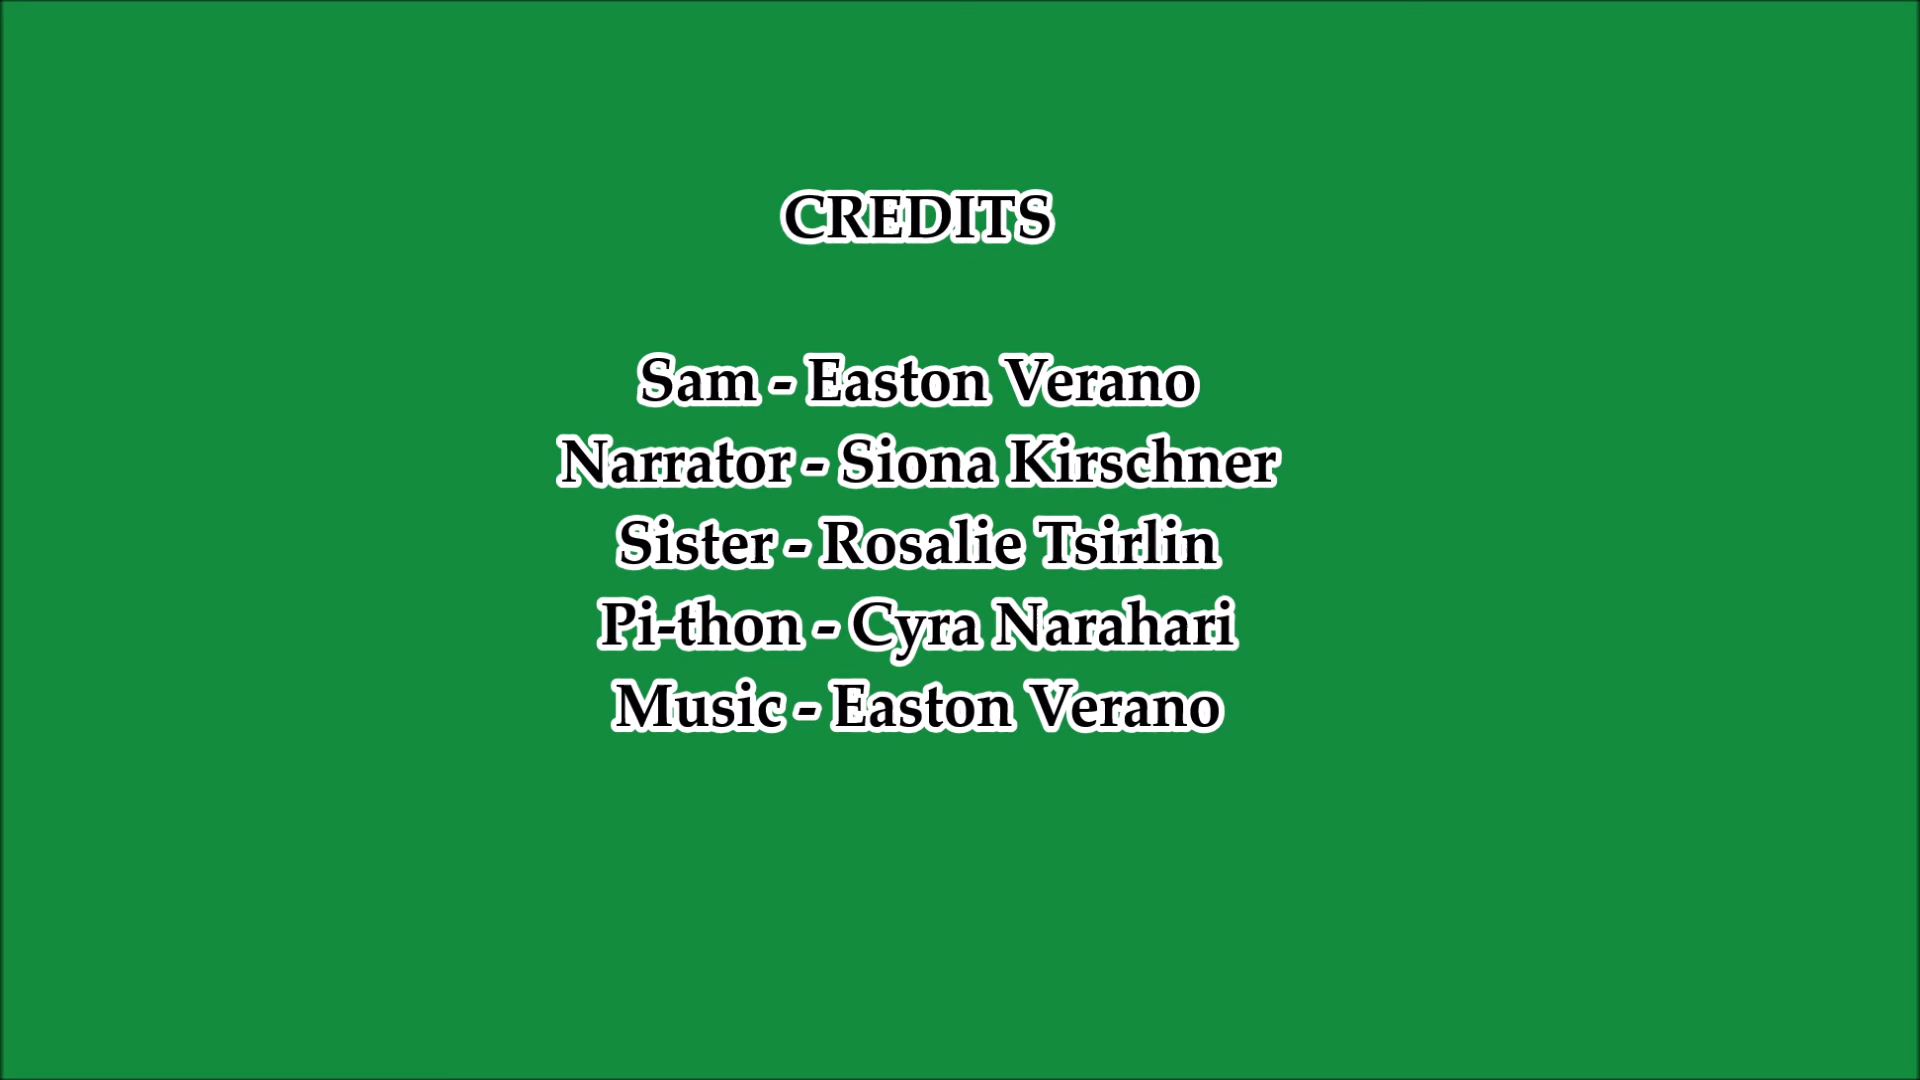 CREDITS
Sam - Easton Verano
Narrator - Siona Kirschner
Sister - Rosalie Tsirlin
Pi-thon - Cyra Narahari
Music - Easton Verano